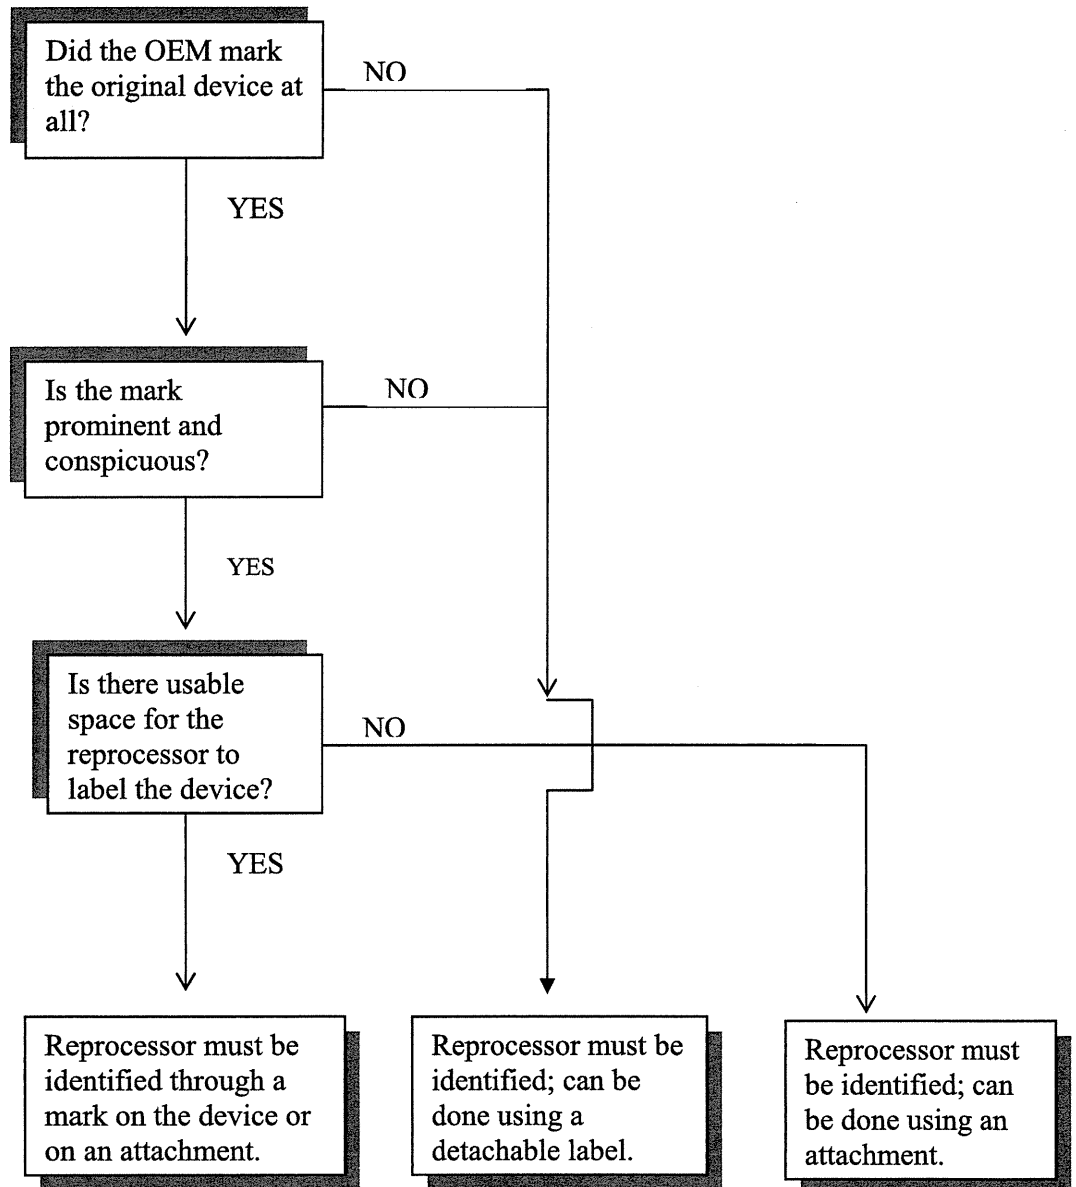 Did the OEM mark
the original device at
all?
NO
YES
Is the mark
prominent and
conspicuous?
NO
YES
Is there usable
space for the
reprocessor to
label the device?
NO
YES
Reprocessor must be
identified through a
mark on the device or
on an attachment.
Reprocessor must be
identified; can be
done using a
detachable label.
Reprocessor must
be identified; can
be done using an
attachment.